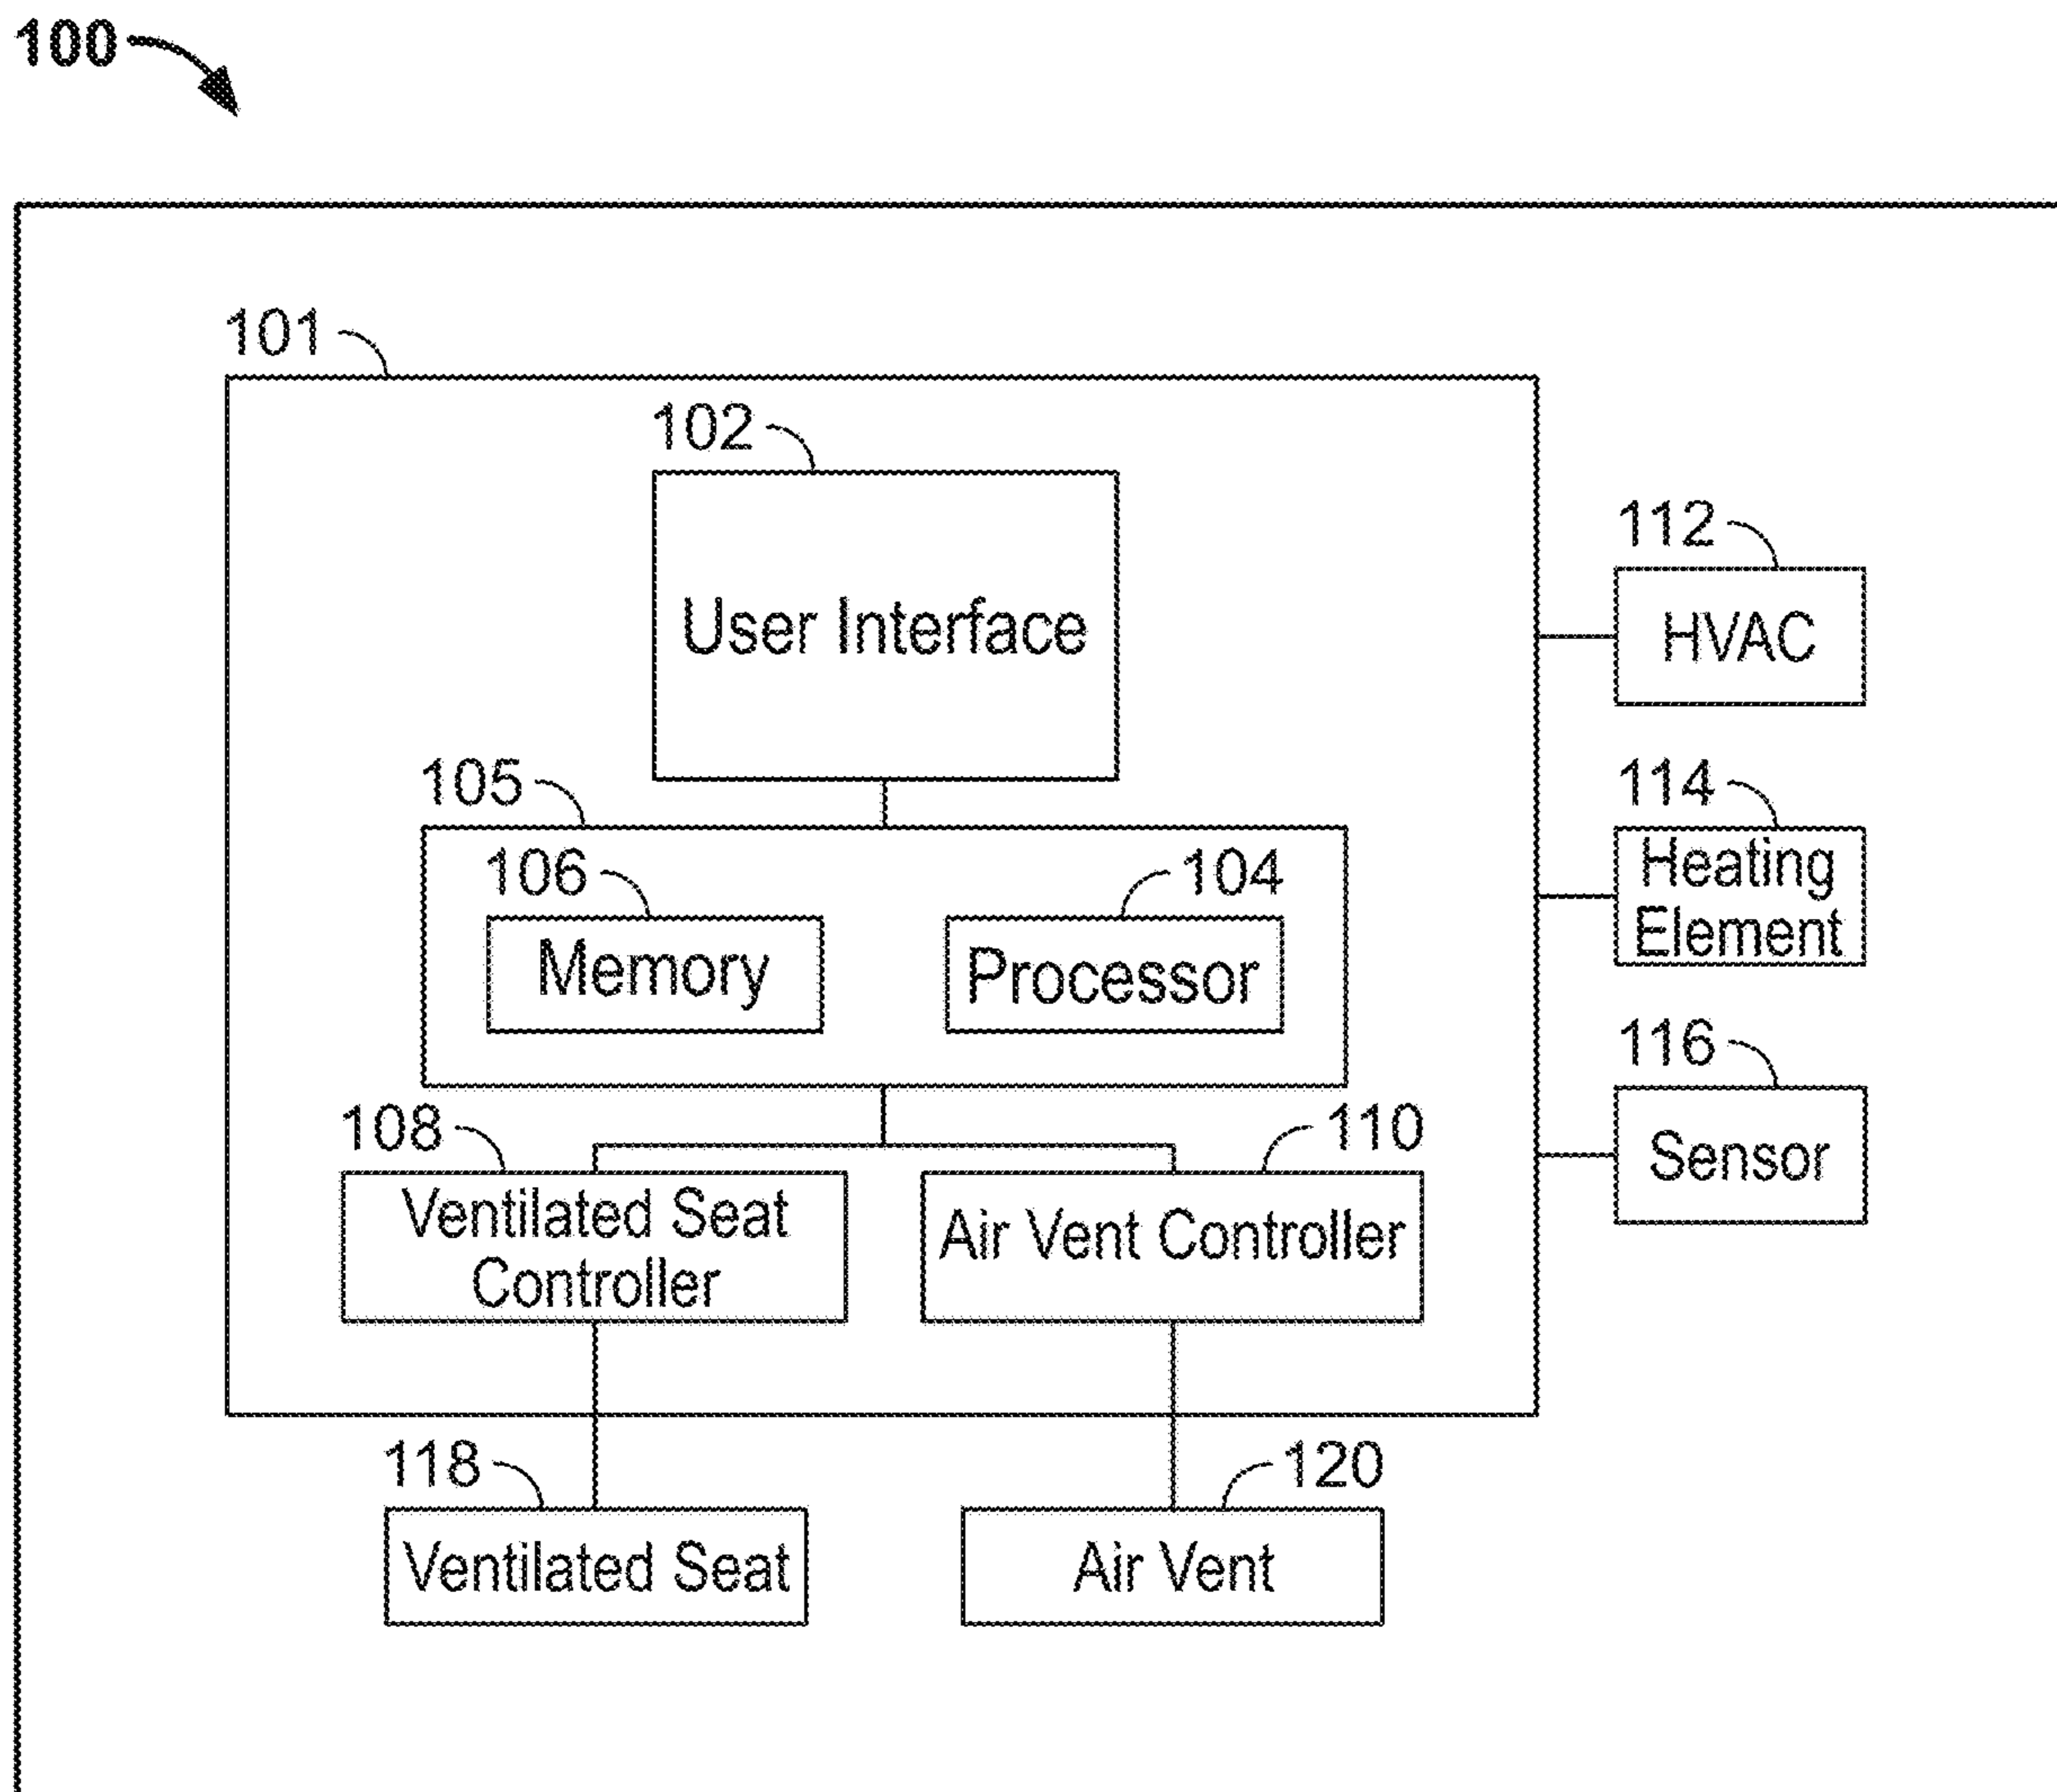 100
101
102
User Interface
112
HVAC
105
114
Heating
Element
106
104
Memory
Processor
116
Sensor
108
110
Ventilated Seat
Controller
Air Vent Controller
118
120
Ventilated Seat
Air Vent